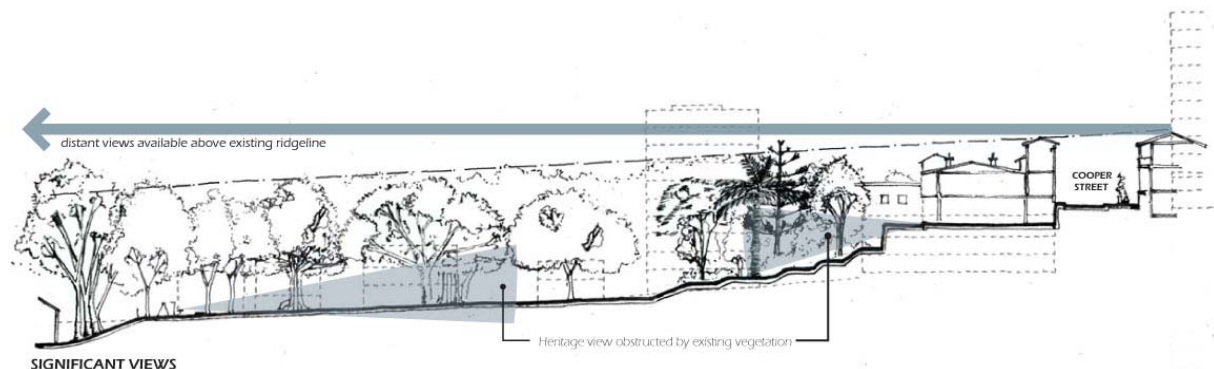 distant views available above existing ridgeline
COOPER
STREET
Heritage view obstructed by existing vegetation
SIGNIFICANT VIEWS